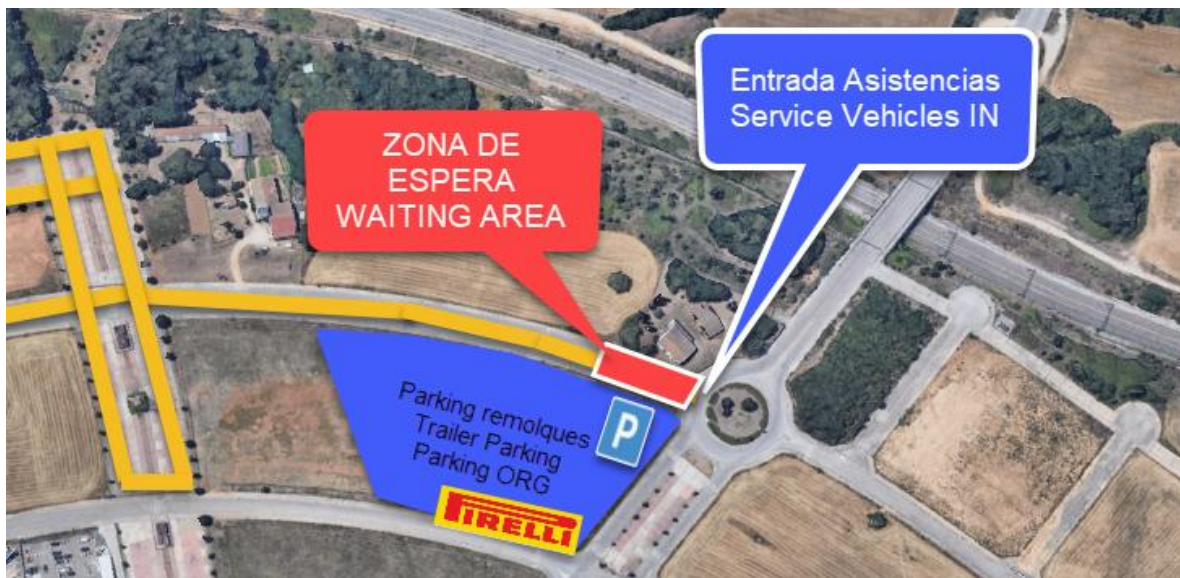 Entrada Asistencias
Service Vehicles IN
ZONA DE
ESPERA
WAITING AREA
Parking remolques
Trailer Parking
Parking ORG
P
PIRELLI